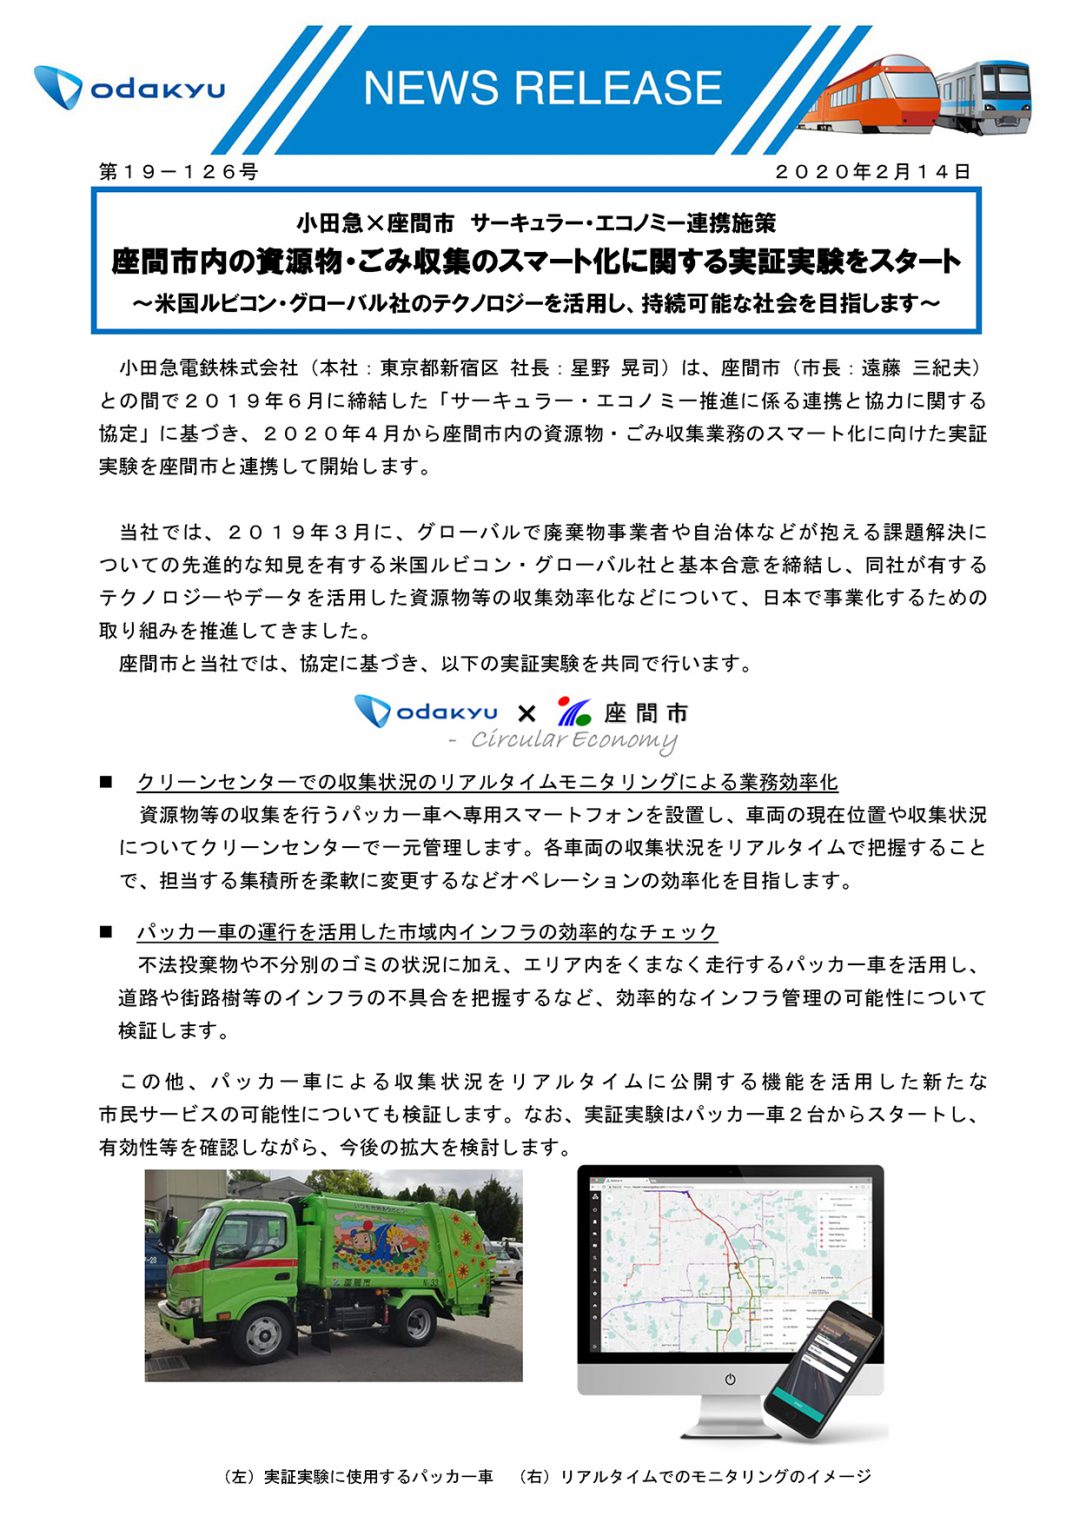 odakyu
NEWS RELEASE
第１９－１２６号
２０２０年２月１４日
小田急×座間市　サーキュラー・エコノミー連携施策
座間市内の資源物・ごみ収集のスマート化に関する実証実験をスタート
～米国ルビコン・グローバル社のテクノロジーを活用し、持続可能な社会を目指します～
小田急電鉄株式会社（本社：東京都新宿区 社長：星野 晃司）は、座間市（市長：遠藤 三紀夫）
との間で２０１９年６月に締結した「サーキュラー・エコノミー推進に係る連携と協力に関する
協定」に基づき、２０２０年４月から座間市内の資源物・ごみ収集業務のスマート化に向けた実証
実験を座間市と連携して開始します。
当社では、２０１９年３月に、グローバルで廃棄物事業者や自治体などが抱える課題解決に
ついての先進的な知見を有する米国ルビコン・グローバル社と基本合意を締結し、同社が有する
テクノロジーやデータを活用した資源物等の収集効率化などについて、日本で事業化するための
取り組みを推進してきました。
座間市と当社では、協定に基づき、以下の実証実験を共同で行います。
odakyu × 座間市
- Circular Economy
■　クリーンセンターでの収集状況のリアルタイムモニタリングによる業務効率化
資源物等の収集を行うパッカー車へ専用スマートフォンを設置し、車両の現在位置や収集状況
についてクリーンセンターで一元管理します。各車両の収集状況をリアルタイムで把握すること
で、担当する集積所を柔軟に変更するなどオペレーションの効率化を目指します。
■　パッカー車の運行を活用した市域内インフラの効率的なチェック
不法投棄物や不分別のゴミの状況に加え、エリア内をくまなく走行するパッカー車を活用し、
道路や街路樹等のインフラの不具合を把握するなど、効率的なインフラ管理の可能性について
検証します。
この他、パッカー車による収集状況をリアルタイムに公開する機能を活用した新たな
市民サービスの可能性についても検証します。なお、実証実験はパッカー車２台からスタートし、
有効性等を確認しながら、今後の拡大を検討します。
座間市
（左）実証実験に使用するパッカー車　（右）リアルタイムでのモニタリングのイメージ